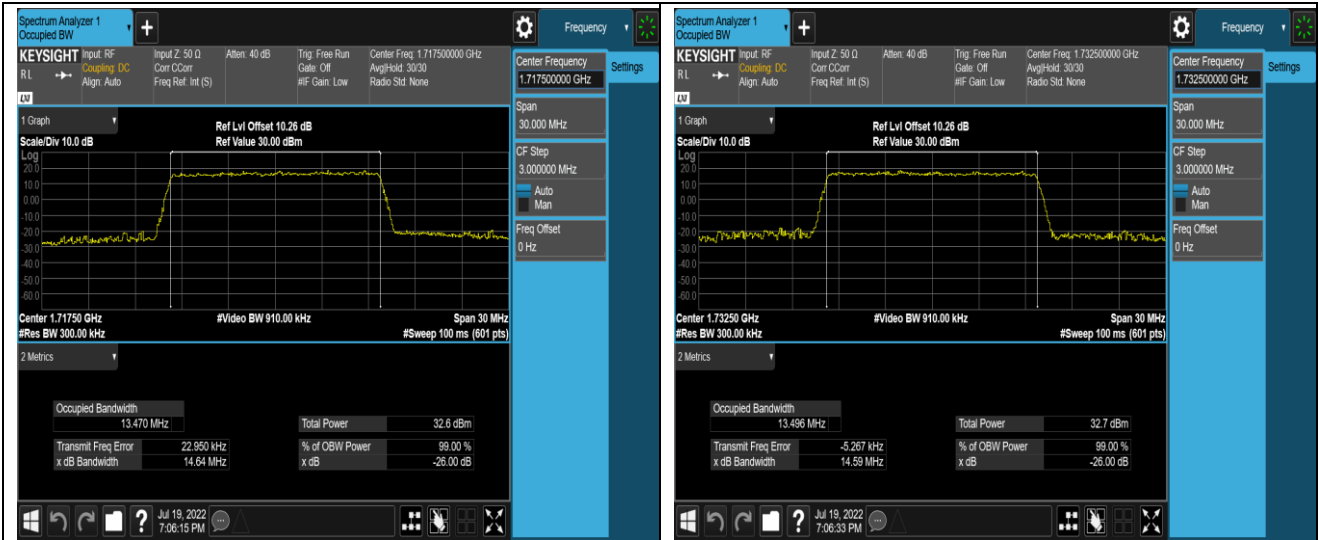 Spectrum Analyzer 1
Occupied BW
+
Frequency
KEYSIGHT
Input: RF
Coupling: DC
Align: Auto
Input Z: 50 Ω
Corr CCorr
Freq Ref: Int (S)
Atten: 40 dB
Trig: Free Run
Gate: Off
#IF Gain: Low
Center Freq: 1.717500000 GHz
Avg|Hold: 30/30
Radio Std: None
RL
LXI
Center Frequency
1.717500000 GHz
Settings
Span
30.000 MHz
CF Step
3.000000 MHz
Auto
Man
Freq Offset
0 Hz
1 Graph
Scale/Div 10.0 dB
Ref Lvl Offset 10.26 dB
Ref Value 30.00 dBm
Log
20.0
10.0
0.00
-10.0
-20.0
-30.0
-40.0
-50.0
-60.0
Center 1.71750 GHz
#Video BW 910.00 kHz
Span 30 MHz
#Res BW 300.00 kHz
#Sweep 100 ms (601 pts)
2 Metrics
Occupied Bandwidth
13.470 MHz
Total Power 32.6 dBm
Transmit Freq Error 22.950 kHz
% of OBW Power 99.00 %
x dB Bandwidth 14.64 MHz
x dB -26.00 dB
?
Jul 19, 2022
7:06:15 PM
Spectrum Analyzer 1
Occupied BW
+
Frequency
KEYSIGHT
Input: RF
Coupling: DC
Align: Auto
Input Z: 50 Ω
Corr CCorr
Freq Ref: Int (S)
Atten: 40 dB
Trig: Free Run
Gate: Off
#IF Gain: Low
Center Freq: 1.732500000 GHz
Avg|Hold: 30/30
Radio Std: None
RL
LXI
Center Frequency
1.732500000 GHz
Settings
Span
30.000 MHz
CF Step
3.000000 MHz
Auto
Man
Freq Offset
0 Hz
1 Graph
Scale/Div 10.0 dB
Ref Lvl Offset 10.26 dB
Ref Value 30.00 dBm
Log
20.0
10.0
0.00
-10.0
-20.0
-30.0
-40.0
-50.0
-60.0
Center 1.73250 GHz
#Video BW 910.00 kHz
Span 30 MHz
#Res BW 300.00 kHz
#Sweep 100 ms (601 pts)
2 Metrics
Occupied Bandwidth
13.496 MHz
Total Power 32.7 dBm
Transmit Freq Error -5.267 kHz
% of OBW Power 99.00 %
x dB Bandwidth 14.59 MHz
x dB -26.00 dB
?
Jul 19, 2022
7:06:33 PM